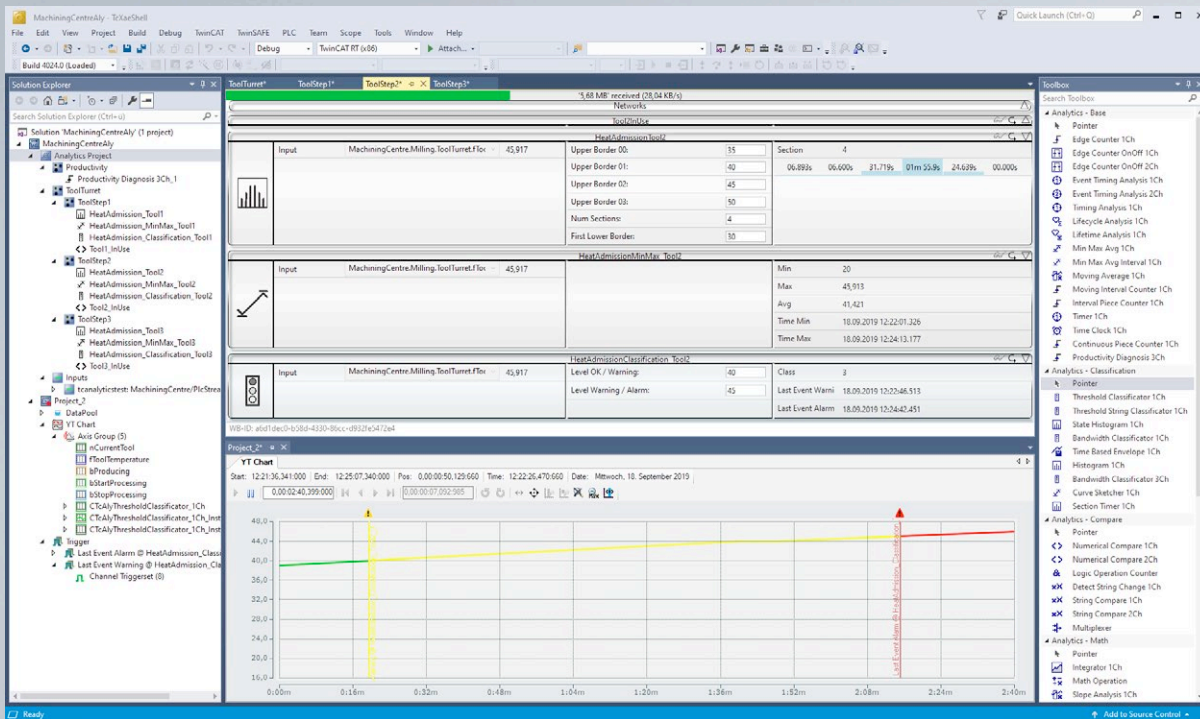 MachiningCentreAly - TcXaeShell
Quick Launch (Ctrl+Q)
File Edit View Project Build Debug TwinCAT TwinSAFE PLC Team Scope Tools Window Help
Debug TwinCAT RT (x86) Attach...
Build 4024.0 (Loaded)
Solution Explorer
Search Solution Explorer (Ctrl+ü)
Solution 'MachiningCentreAly' (1 project)
MachiningCentreAly
Analytics Project
Productivity
Productivity Diagnosis 3Ch_1
ToolTurret
ToolStep1
HeatAdmission_Tool1
HeatAdmission_MinMax_Tool1
HeatAdmission_Classification_Tool1
Tool1_InUse
ToolStep2
HeatAdmission_Tool2
HeatAdmission_MinMax_Tool2
HeatAdmission_Classification_Tool2
Tool2_InUse
ToolStep3
HeatAdmission_Tool3
HeatAdmission_MinMax_Tool3
HeatAdmission_Classification_Tool3
Tool3_InUse
Inputs
tcanalyticstest: MachiningCentre/PlcStrea
Project_2
DataPool
YT Chart
Axis Group (5)
nCurrentTool
fToolTemperature
bProducing
bStartProcessing
bStopProcessing
CTcAlyThresholdClassificator_1Ch
CTcAlyThresholdClassificator_1Ch_Inst
CTcAlyThresholdClassificator_1Ch_Inst
Trigger
Last Event Alarm @ HeatAdmission_Classi
Last Event Warning @ HeatAdmission_Cla
Channel Triggerset (8)
ToolTurret* ToolStep1* ToolStep2* ToolStep3*
'5,68 MB' received (28,04 KB/s)
Networks
Tool2InUse
HeatAdmissionTool2
Input MachiningCentre.Milling.ToolTurret.fToo 45,917
Upper Border 00: 35
Upper Border 01: 40
Upper Border 02: 45
Upper Border 03: 50
Num Sections: 4
First Lower Border: 30
Section 4
06.893s 06.600s 31.719s 01m 55.9s 24.639s 00.000s
HeatAdmissionMinMax_Tool2
Input MachiningCentre.Milling.ToolTurret.fToo 45,917
Min 20
Max 45,913
Avg 41,421
Time Min 18.09.2019 12:22:01.326
Time Max 18.09.2019 12:24:13.177
HeatAdmissionClassification_Tool2
Input MachiningCentre.Milling.ToolTurret.fToo 45,917
Level OK / Warning: 40
Level Warning / Alarm: 45
Class 3
Last Event Warni 18.09.2019 12:22:46.513
Last Event Alarm 18.09.2019 12:24:42.451
Project_2*
YT Chart
Start: 12:21:36,341:000 End: 12:25:07,340:000 Pos: 0,00:00:50,129:660 Time: 12:22:26,470:660 Date: Mittwoch, 18. September 2019
0,00:02:40,399:000 0,00:00:07,092:985
48,0
44,0
40,0
36,0
32,0
28,0
24,0
20,0
16,0
Last Event Alarm @ HeatAdmission_Classification
0:00m 0:16m 0:32m 0:48m 1:04m 1:20m 1:36m 1:52m 2:08m 2:24m 2:40m
Toolbox
Search Toolbox
Analytics - Base
Pointer
Edge Counter 1Ch
Edge Counter OnOff 1Ch
Edge Counter OnOff 2Ch
Event Timing Analysis 1Ch
Event Timing Analysis 2Ch
Timing Analysis 1Ch
Lifecycle Analysis 1Ch
Lifetime Analysis 1Ch
Min Max Avg 1Ch
Min Max Avg Interval 1Ch
Moving Average 1Ch
Moving Interval Counter 1Ch
Interval Piece Counter 1Ch
Timer 1Ch
Time Clock 1Ch
Continuous Piece Counter 1Ch
Productivity Diagnosis 3Ch
Analytics - Classification
Pointer
Threshold Classificator 1Ch
Threshold String Classificator 1Ch
State Histogram 1Ch
Bandwidth Classificator 1Ch
Time Based Envelope 1Ch
Histogram 1Ch
Bandwidth Classificator 3Ch
Curve Sketcher 1Ch
Section Timer 1Ch
Analytics - Compare
Pointer
Numerical Compare 1Ch
Numerical Compare 2Ch
Logic Operation Counter
Detect String Change 1Ch
String Compare 1Ch
String Compare 2Ch
Multiplexer
Analytics - Math
Pointer
Integrator 1Ch
Math Operation
Slope Analysis 1Ch
Ready
Add to Source Control